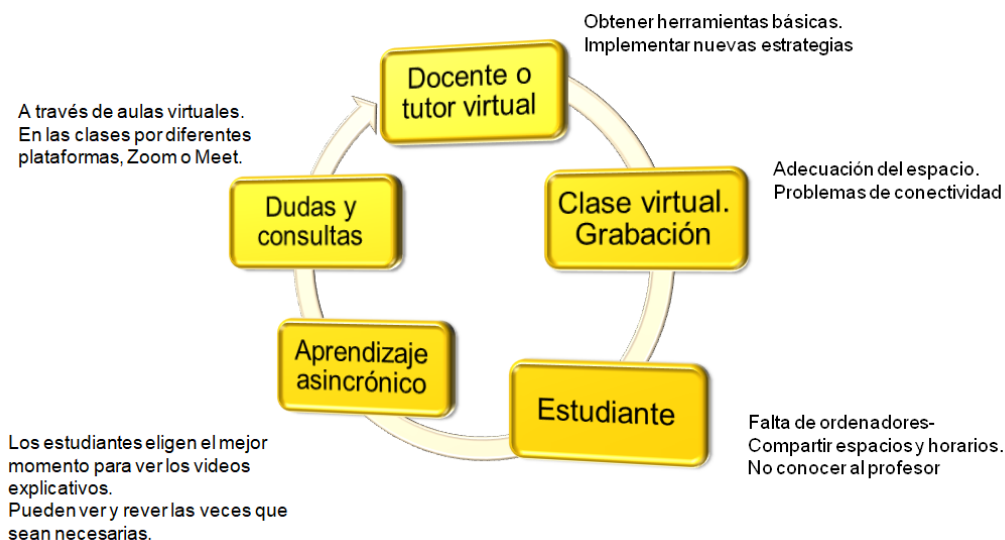 Obtener herramientas básicas.
Implementar nuevas estrategias
Docente o
tutor virtual
A través de aulas virtuales.
En las clases por diferentes
plataformas, Zoom o Meet.
Adecuación del espacio.
Problemas de conectividad
Clase virtual.
Grabación
Dudas y
consultas
Aprendizaje
asincrónico
Estudiante
Falta de ordenadores-
Compartir espacios y horarios.
No conocer al profesor
Los estudiantes eligen el mejor
momento para ver los videos
explicativos.
Pueden ver y rever las veces que
sean necesarias.